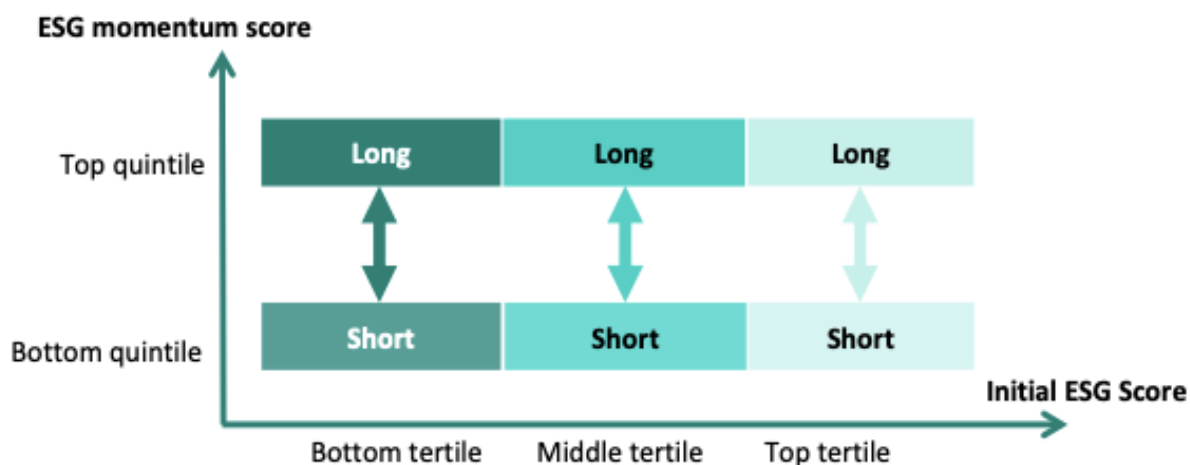 ESG momentum score
Top quintile
Long
Long
Long
Bottom quintile
Short
Short
Short
Initial ESG Score
Bottom tertile
Middle tertile
Top tertile